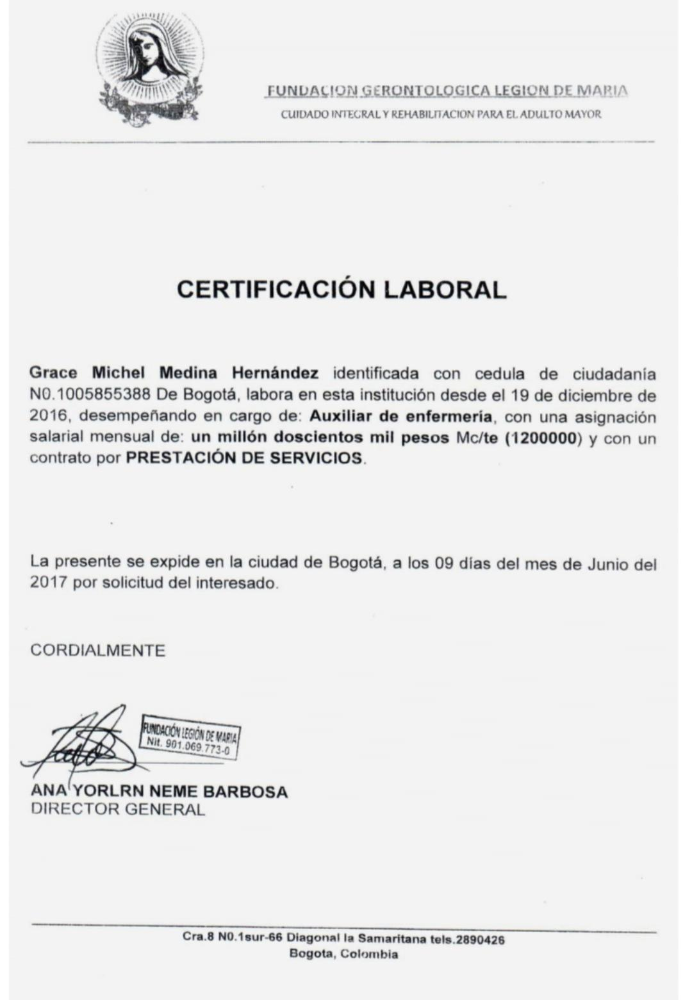 FUNDACION GERONTOLOGICA LEGION DE MARIA
CUIDADO INTEGRAL Y REHABILITACION PARA EL ADULTO MAYOR
CERTIFICACIÓN LABORAL
Grace Michel Medina Hernández identificada con cedula de ciudadanía
N0.1005855388 De Bogotá, labora en esta institución desde el 19 de diciembre de
2016, desempeñando en cargo de: Auxiliar de enfermería, con una asignación
salarial mensual de: un millón doscientos mil pesos Mc/te (1200000) y con un
contrato por PRESTACIÓN DE SERVICIOS.
La presente se expide en la ciudad de Bogotá, a los 09 días del mes de Junio del
2017 por solicitud del interesado.
CORDIALMENTE
FUNDACIÓN LEGIÓN DE MARIA
Nit. 901.069.773-0
ANA YORLRN NEME BARBOSA
DIRECTOR GENERAL
Cra.8 N0.1sur-66 Diagonal la Samaritana tels.2890426
Bogota, Colombia